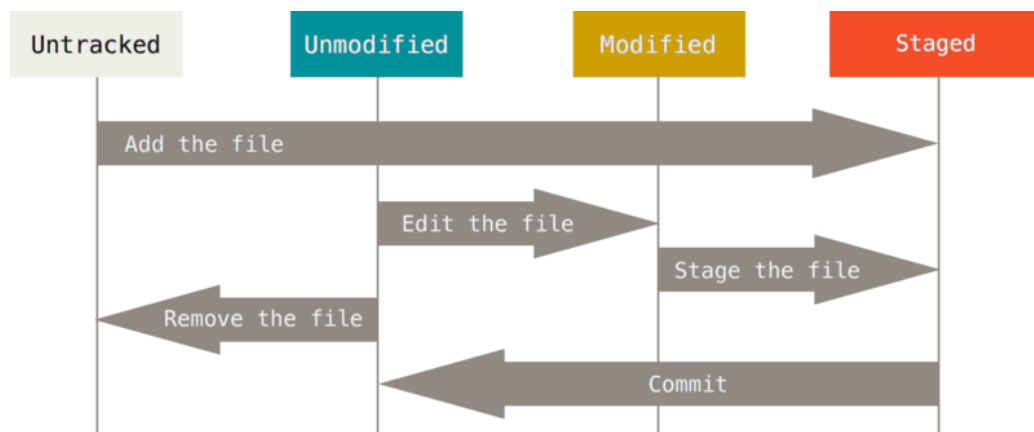 Untracked
Unmodified
Modified
Staged
Add the file
Edit the file
Stage the file
Remove the file
Commit